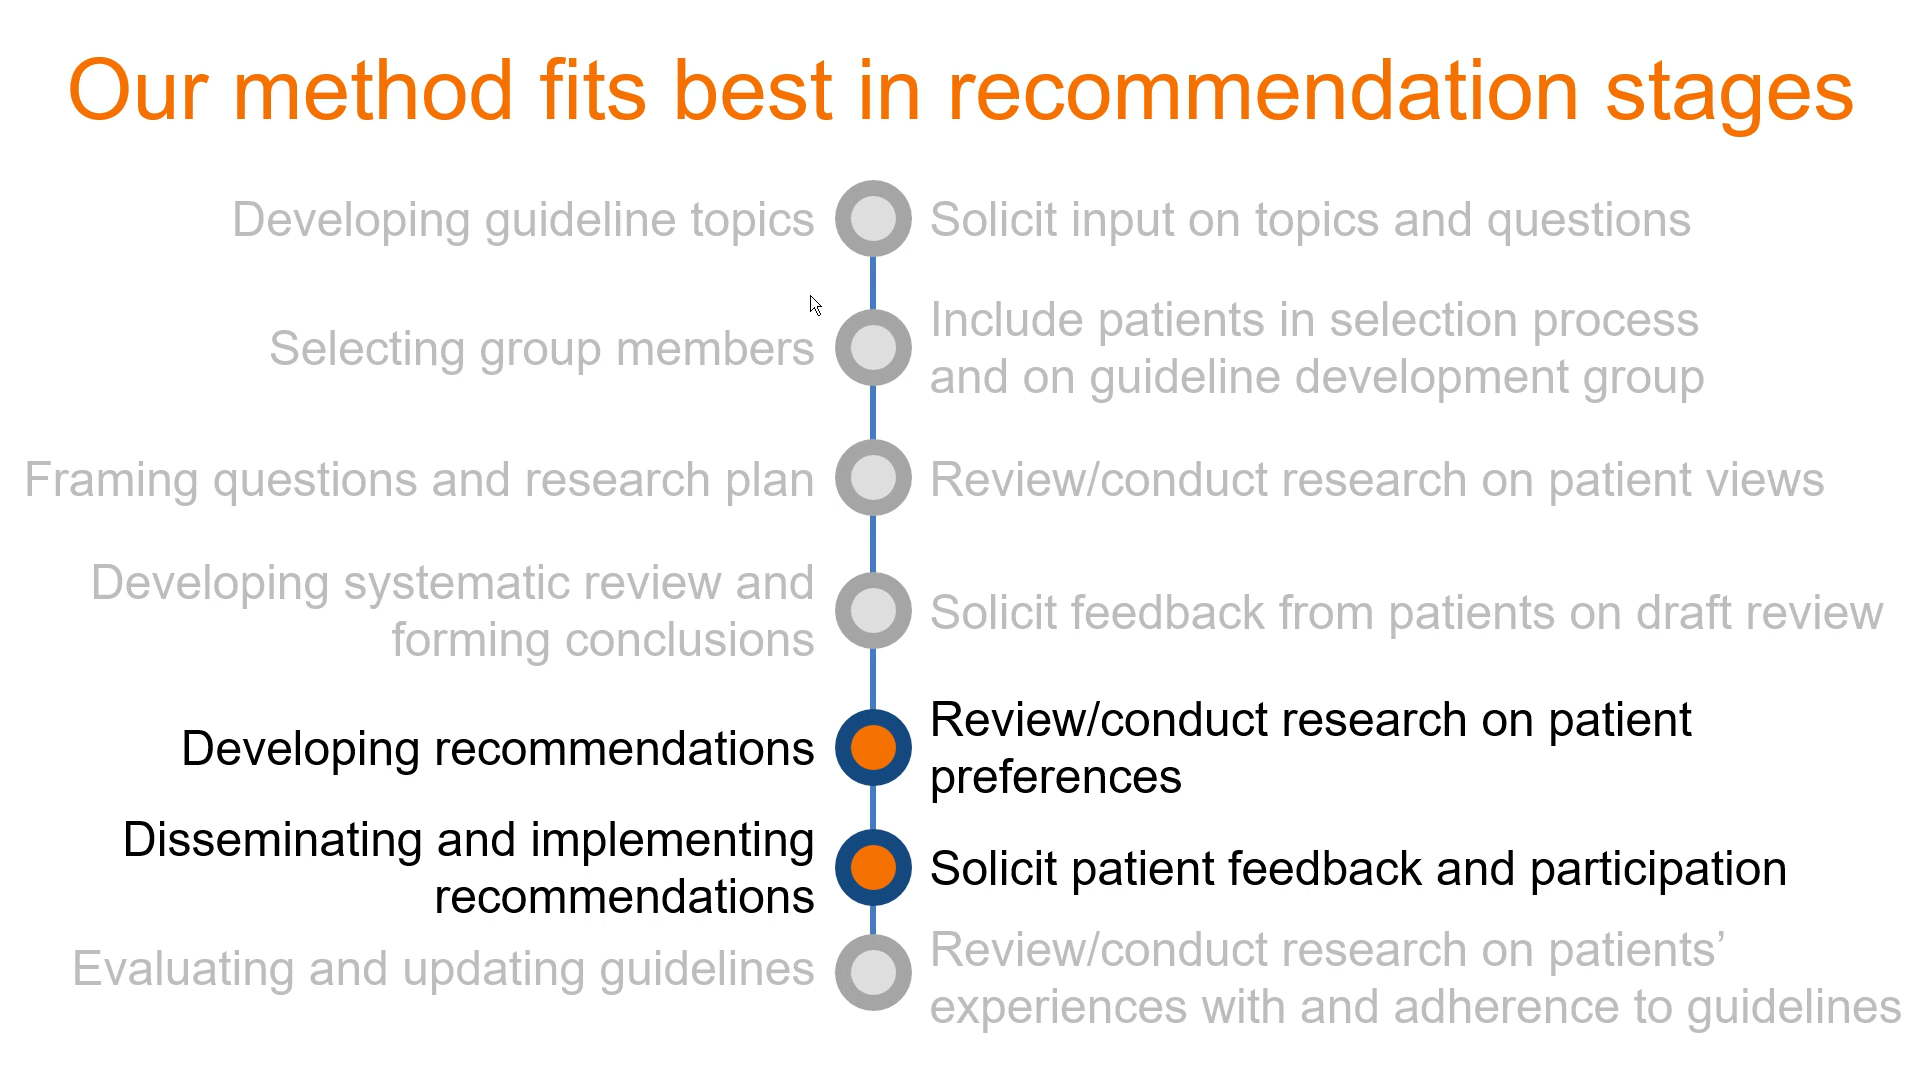 Our method fits best in recommendation stages
Developing guideline topics
Solicit input on topics and questions
Selecting group members
Include patients in selection process
and on guideline development group
Framing questions and research plan
Review/conduct research on patient views
Developing systematic review and
forming conclusions
Solicit feedback from patients on draft review
Developing recommendations
Review/conduct research on patient
preferences
Disseminating and implementing
recommendations
Solicit patient feedback and participation
Evaluating and updating guidelines
Review/conduct research on patients’
experiences with and adherence to guidelines